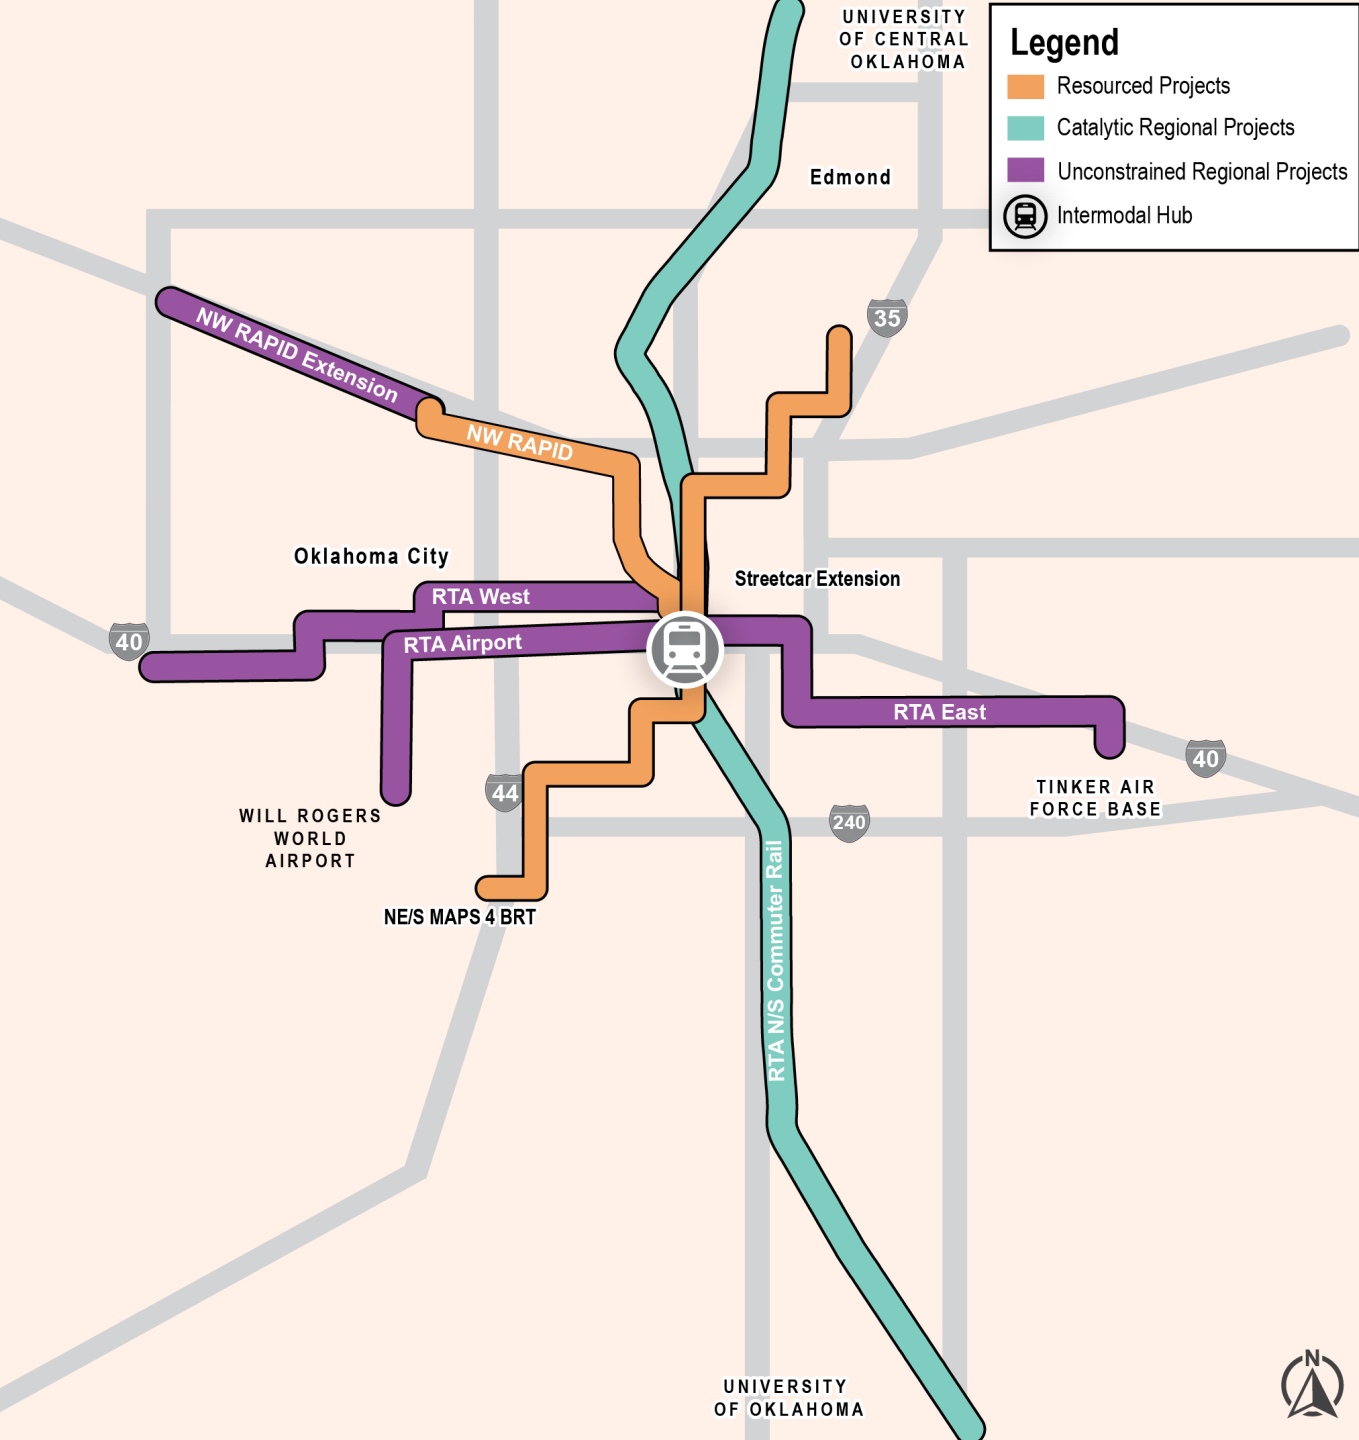 UNIVERSITY
OF CENTRAL
OKLAHOMA
Legend
Resourced Projects
Catalytic Regional Projects
Unconstrained Regional Projects
Intermodal Hub
Edmond
35
NW RAPID Extension
NW RAPID
Oklahoma City
Streetcar Extension
RTA West
40
RTA Airport
RTA East
40
TINKER AIR
FORCE BASE
44
240
WILL ROGERS
WORLD
AIRPORT
NE/S MAPS 4 BRT
RTA N/S Commuter Rail
UNIVERSITY
OF OKLAHOMA
N